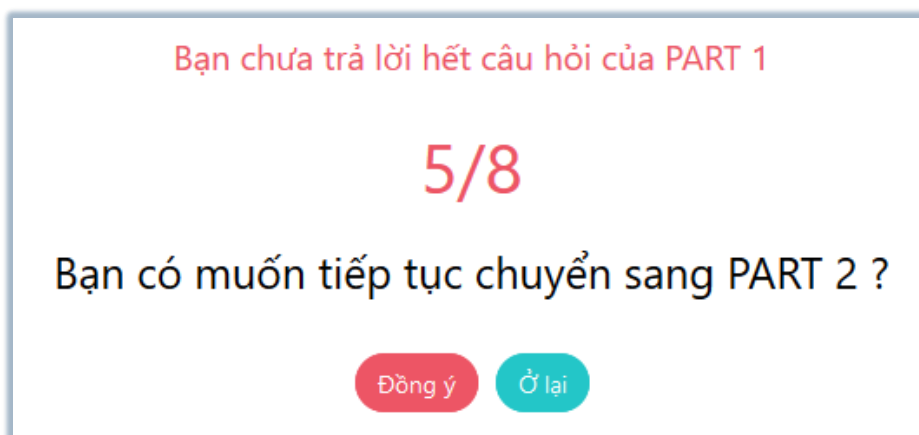 Bạn chưa trả lời hết câu hỏi của PART 1
5/8
Bạn có muốn tiếp tục chuyển sang PART 2 ?
Đồng ý
Ở lại